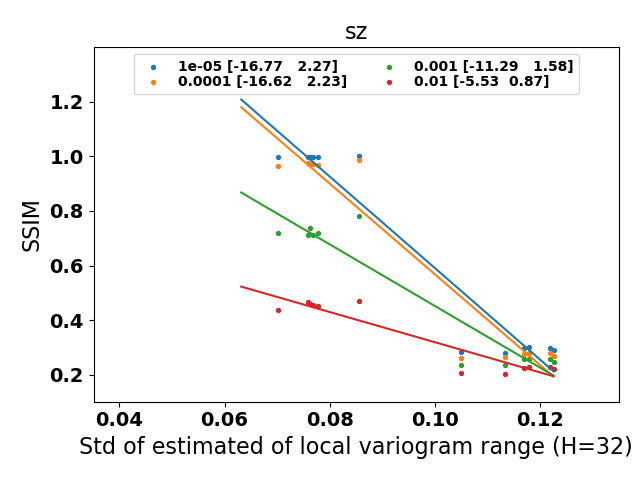 sz
1e-05 [-16.77 2.27] 0.001 [-11.29 1.58]
0.0001 [-16.62 2.23] 0.01 [-5.53 0.87]
1.2
1.0
0.8
0.6
0.4
0.2
SSIM
0.04 0.06 0.08 0.10 0.12
Std of estimated of local variogram range (H=32)